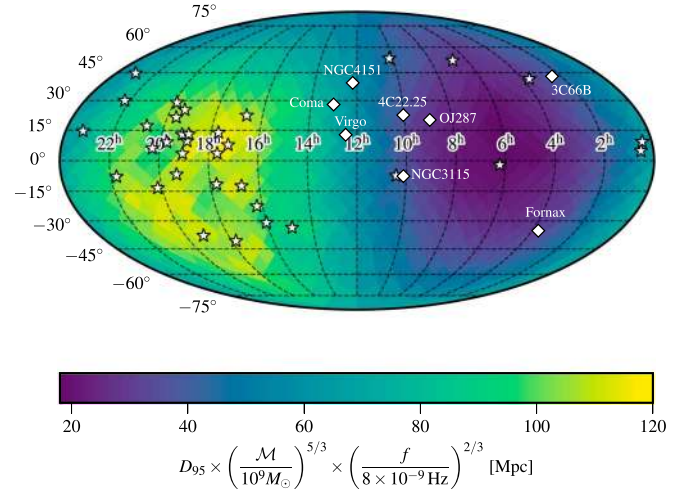 75°
60°
45°
30°
15°
0°
−15°
−30°
−45°
−60°
−75°
22h 20h 18h 16h 14h 12h 10h 8h 6h 4h 2h
NGC4151
3C66B
Coma
4C22.25
OJ287
Virgo
NGC3115
Fornax
20 40 60 80 100 120
D₉₅ × (ℳ / 10⁹M☉)^5/3 × (f / 8 × 10⁻⁹ Hz)^2/3 [Mpc]